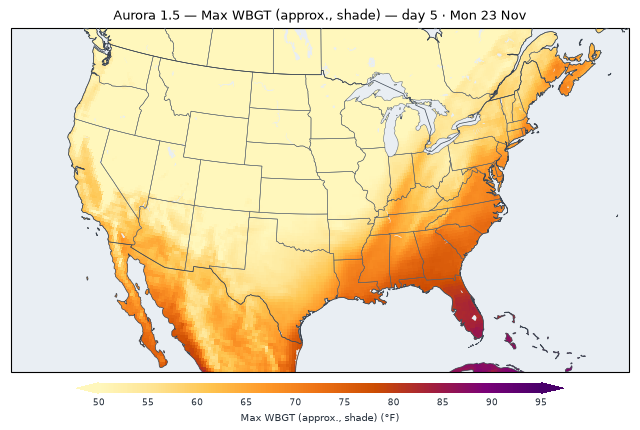 Aurora 1.5 — Max WBGT (approx., shade) — day 5 · Mon 23 Nov
50 55 60 65 70 75 80 85 90 95
Max WBGT (approx., shade) (°F)